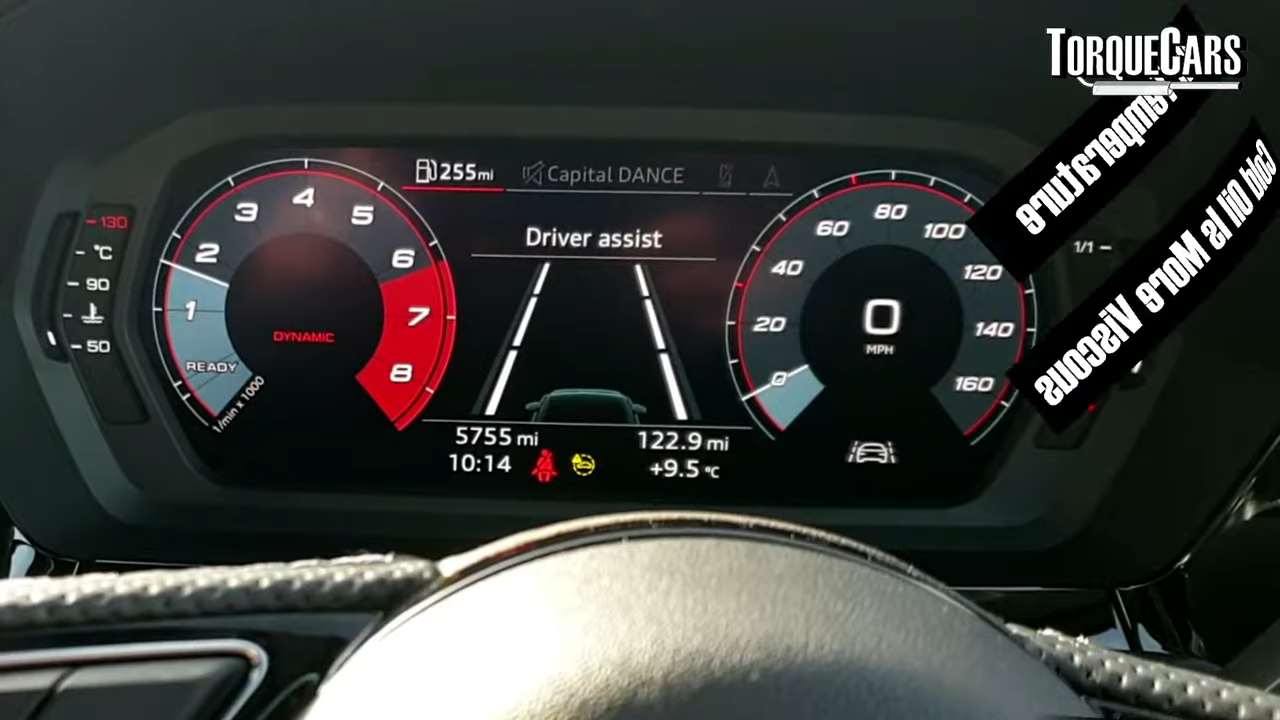 TORQUECARS
Temperature
Cold Oil Is More Viscous
255mi
Capital DANCE
Driver assist
130
°C
90
50
1
2
3
4
5
6
7
8
READY
DYNAMIC
1/min x 1000
0
20
40
60
80
100
120
140
160
0
MPH
1/1
5755 mi
122.9 mi
10:14
+9.5 °C